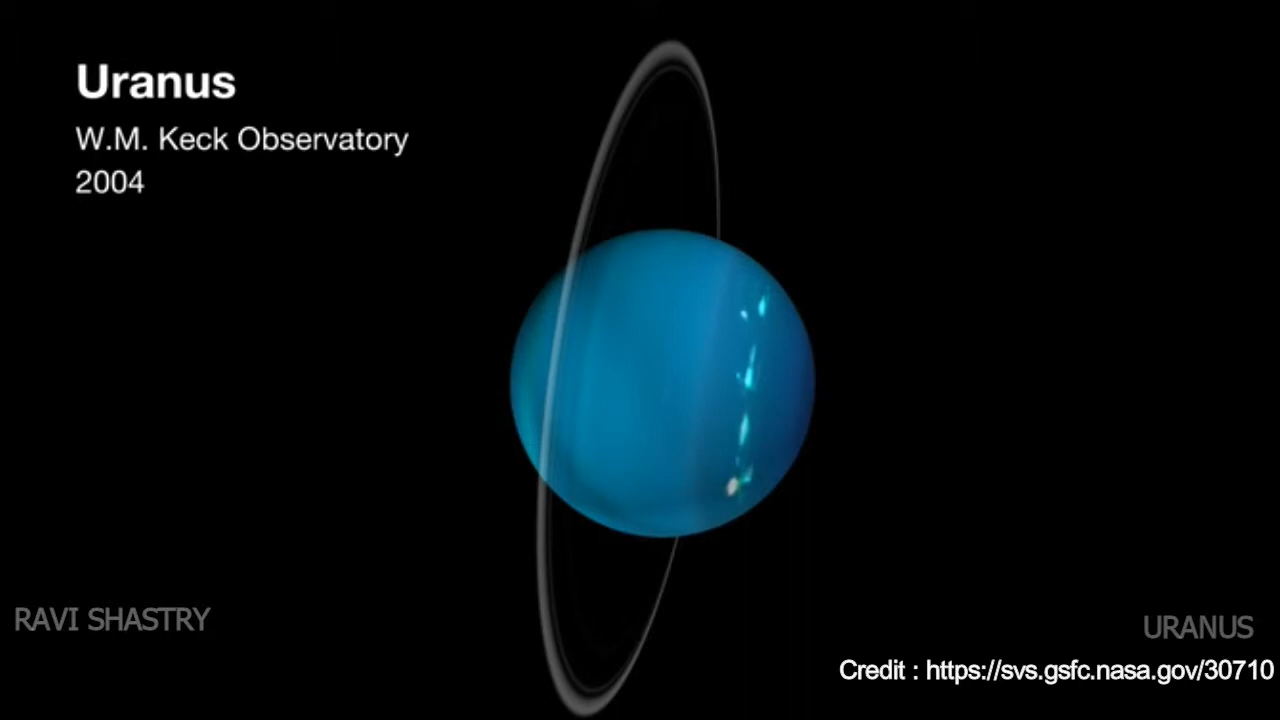 Uranus
W.M. Keck Observatory
2004
RAVI SHASTRY
URANUS
Credit : https://svs.gsfc.nasa.gov/30710